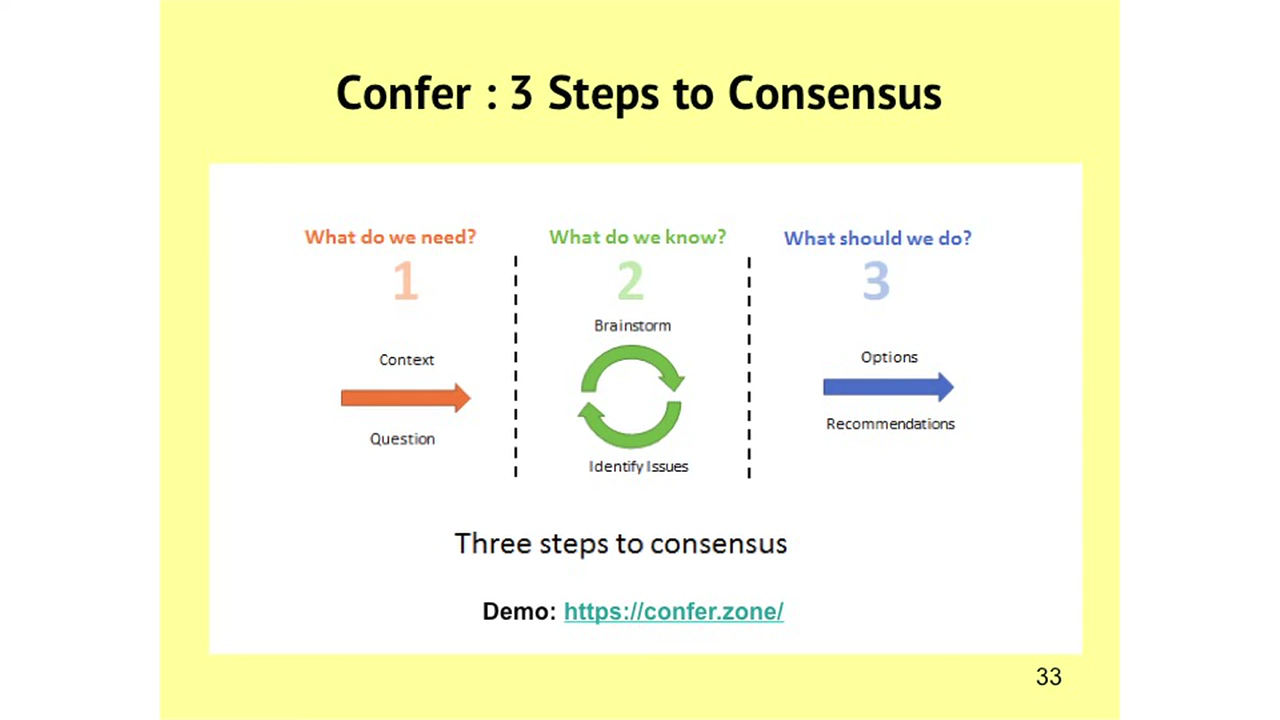 Confer : 3 Steps to Consensus
What do we need?
1
Context
Question
What do we know?
2
Brainstorm
Identify Issues
What should we do?
3
Options
Recommendations
Three steps to consensus
Demo: https://confer.zone/
33